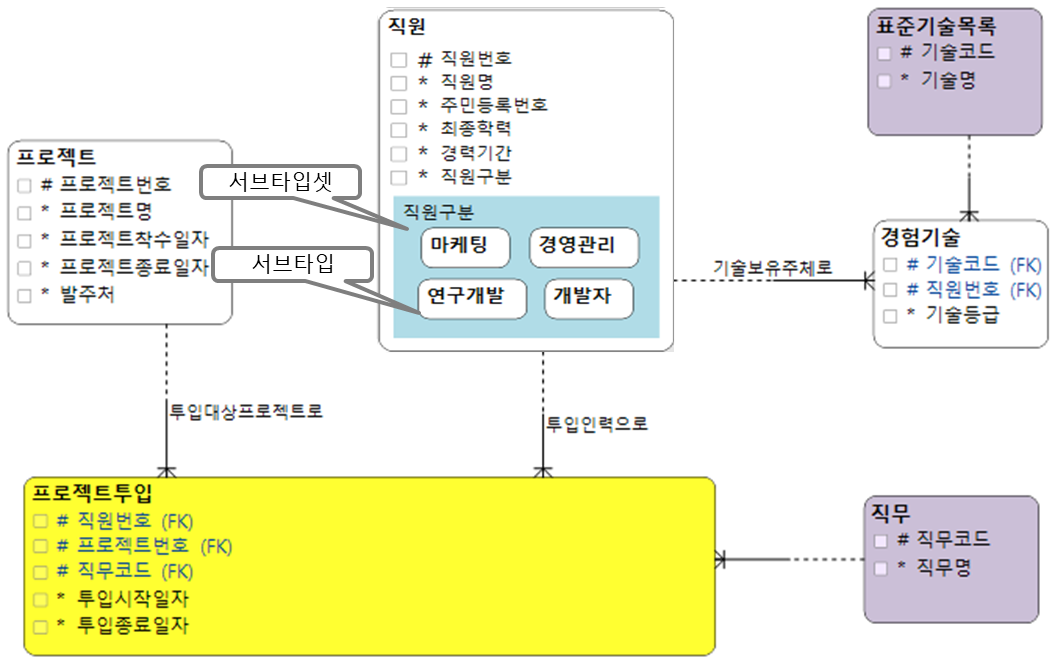 직원
# 직원번호
* 직원명
* 주민등록번호
* 최종학력
* 경력기간
* 직원구분
직원구분
마케팅
경영관리
연구개발
개발자
표준기술목록
# 기술코드
* 기술명
프로젝트
# 프로젝트번호
* 프로젝트명
* 프로젝트착수일자
* 프로젝트종료일자
* 발주처
서브타입셋
서브타입
기술보유주체로
경험기술
# 기술코드 (FK)
# 직원번호 (FK)
* 기술등급
투입대상프로젝트로
투입인력으로
프로젝트투입
# 직원번호 (FK)
# 프로젝트번호 (FK)
# 직무코드 (FK)
* 투입시작일자
* 투입종료일자
직무
# 직무코드
* 직무명